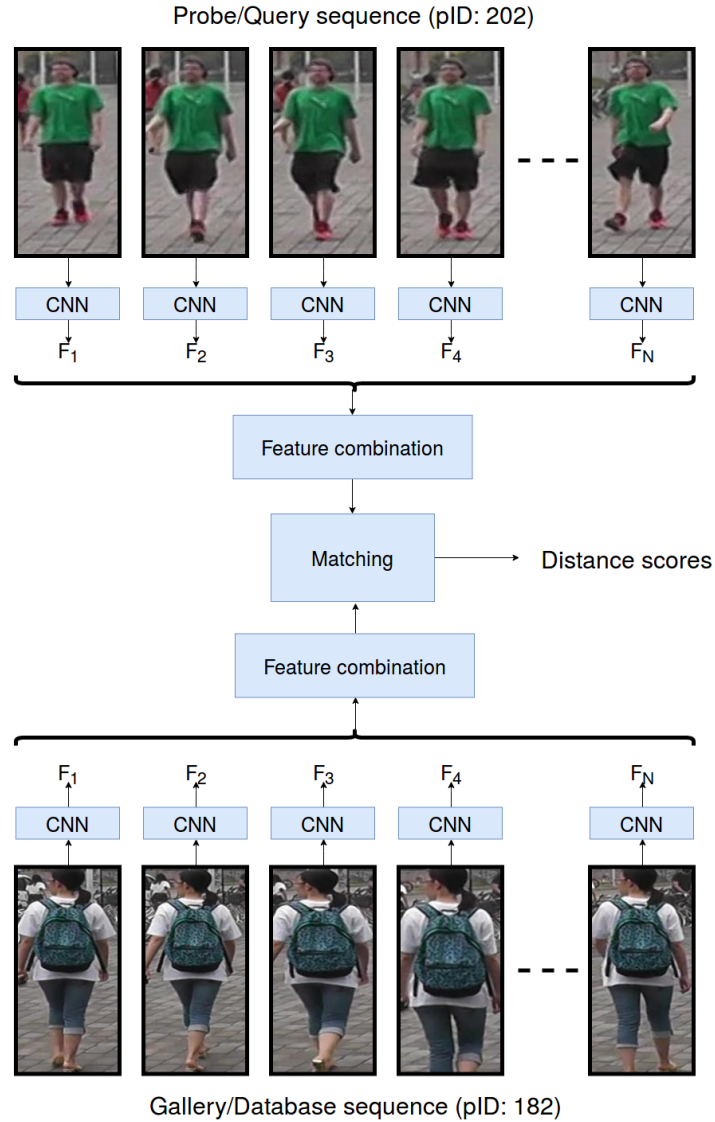 Probe/Query sequence (pID: 202)
CNN CNN CNN CNN CNN
F1 F2 F3 F4 FN
Feature combination
Matching
Distance scores
Feature combination
F1 F2 F3 F4 FN
CNN CNN CNN CNN CNN
Gallery/Database sequence (pID: 182)